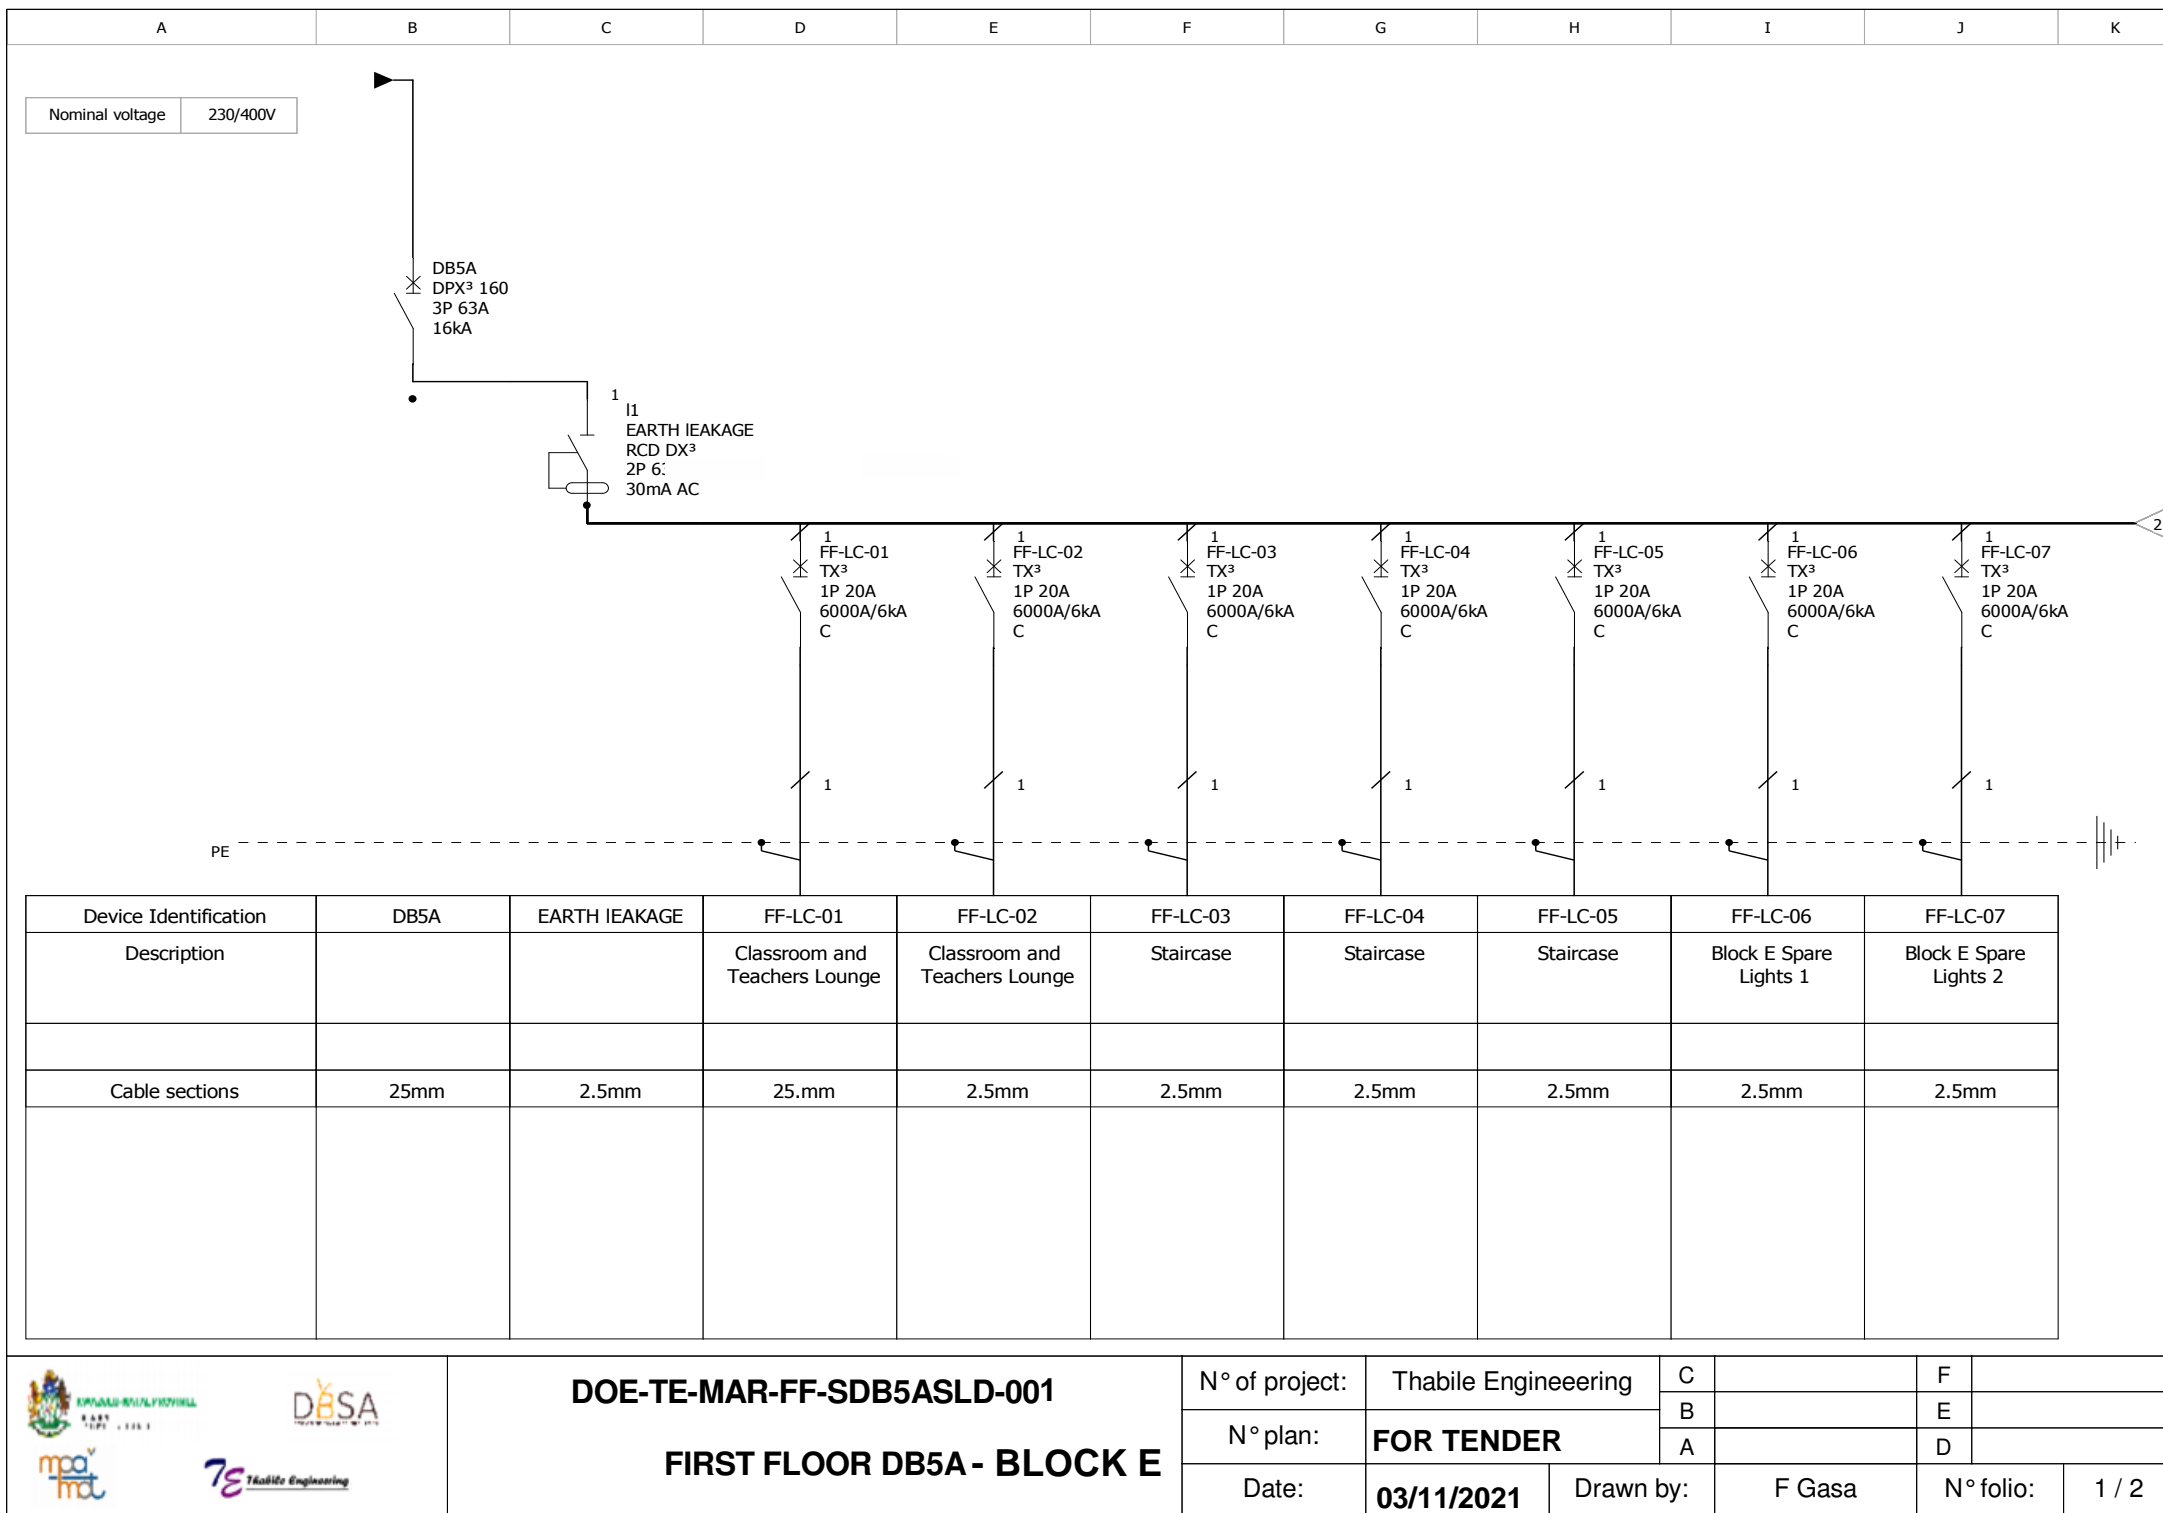 A B C D E F G H I J K
Nominal voltage 230/400V
DB5A
DPX³ 160
3P 63A
16kA
1
I1
EARTH lEAKAGE
RCD DX³
2P
30mA AC
2
1 1 1 1 1 1 1
FF-LC-01 FF-LC-02 FF-LC-03 FF-LC-04 FF-LC-05 FF-LC-06 FF-LC-07
TX³ TX³ TX³ TX³ TX³ TX³ TX³
1P 20A 1P 20A 1P 20A 1P 20A 1P 20A 1P 20A 1P 20A
6000A/6kA 6000A/6kA 6000A/6kA 6000A/6kA 6000A/6kA 6000A/6kA 6000A/6kA
C C C C C C C
1 1 1 1 1 1 1
PE
Device Identification DB5A EARTH lEAKAGE FF-LC-01 FF-LC-02 FF-LC-03 FF-LC-04 FF-LC-05 FF-LC-06 FF-LC-07
Description Classroom and Classroom and Staircase Staircase Staircase Block E Spare Block E Spare
Teachers Lounge Teachers Lounge Lights 1 Lights 2
Cable sections 25mm 2.5mm 25.mm 2.5mm 2.5mm 2.5mm 2.5mm 2.5mm 2.5mm
DBSA
TE Thabile Engineering
DOE-TE-MAR-FF-SDB5ASLD-001
FIRST FLOOR DB5A - BLOCK E
N° of project: Thabile Engineeering C F
B E
N° plan: FOR TENDER A D
Date: 03/11/2021 Drawn by: F Gasa N° folio: 1 / 2